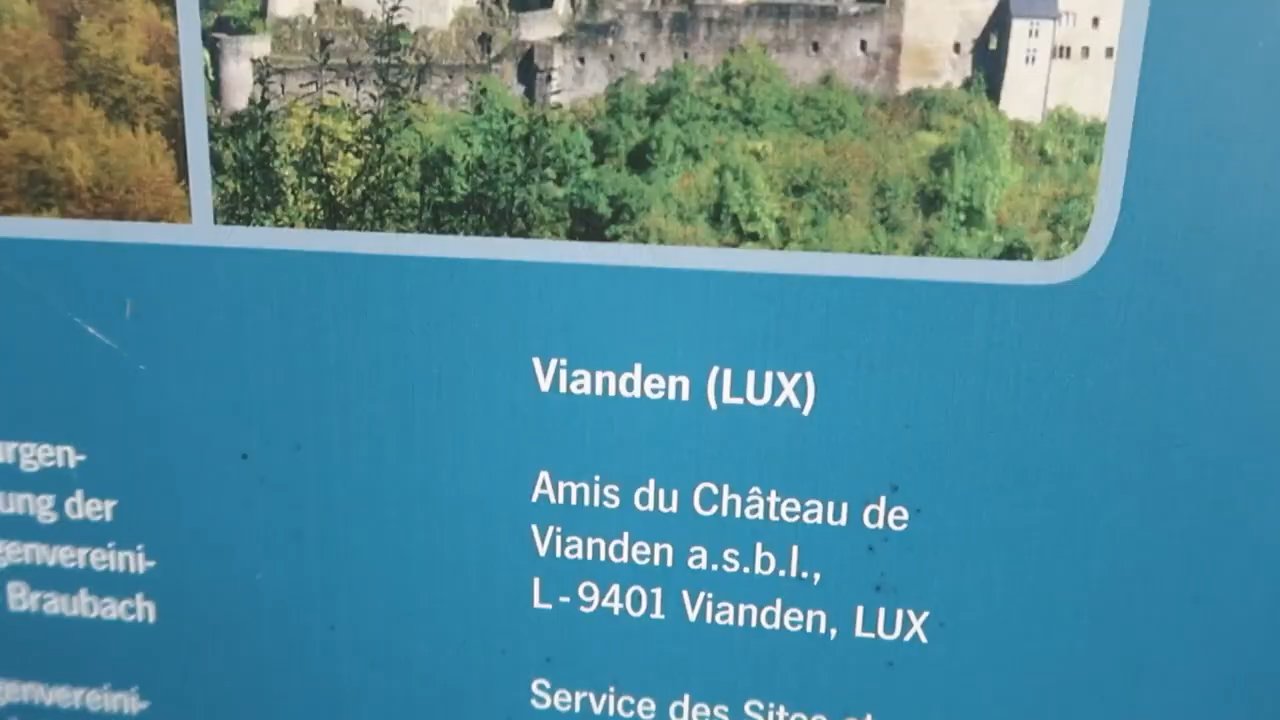 Vianden (LUX)
Amis du Château de
Vianden a.s.b.l.,
L-9401 Vianden, LUX
Service des Sites
urgen-
ung der
genvereini-
Braubach
genvereini-